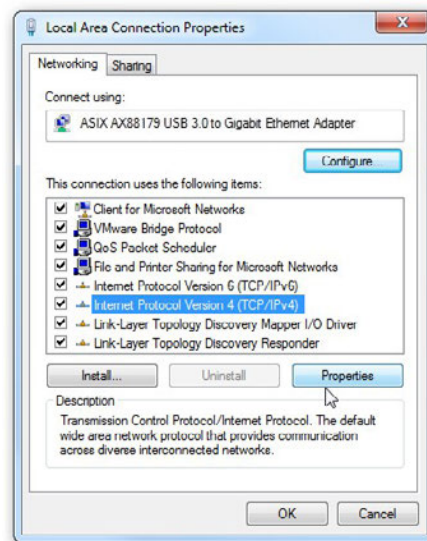 Local Area Connection Properties
Networking
Sharing
Connect using:
ASIX AX88179 USB 3.0 to Gigabit Ethernet Adapter
Configure...
This connection uses the following items:
Client for Microsoft Networks
VMware Bridge Protocol
QoS Packet Scheduler
File and Printer Sharing for Microsoft Networks
Internet Protocol Version 6 (TCP/IPv6)
Internet Protocol Version 4 (TCP/IPv4)
Link-Layer Topology Discovery Mapper I/O Driver
Link-Layer Topology Discovery Responder
Install...
Uninstall
Properties
Description
Transmission Control Protocol/Internet Protocol. The default
wide area network protocol that provides communication
across diverse interconnected networks.
OK
Cancel